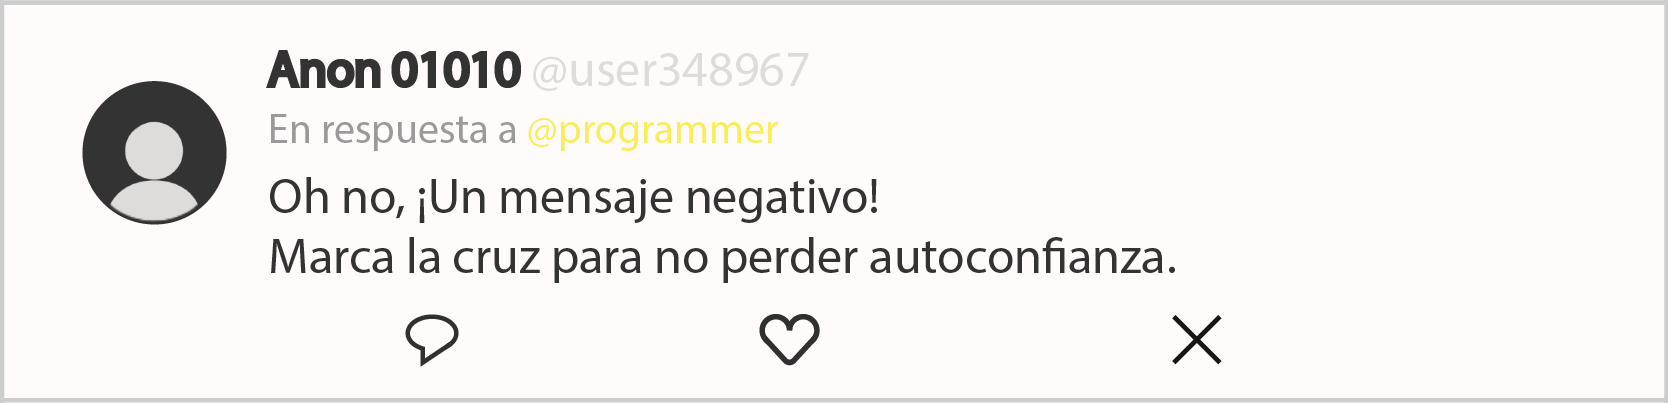 Anon 01010 @user348967
En respuesta a @programmer
Oh no, ¡Un mensaje negativo!
Marca la cruz para no perder autoconfianza.